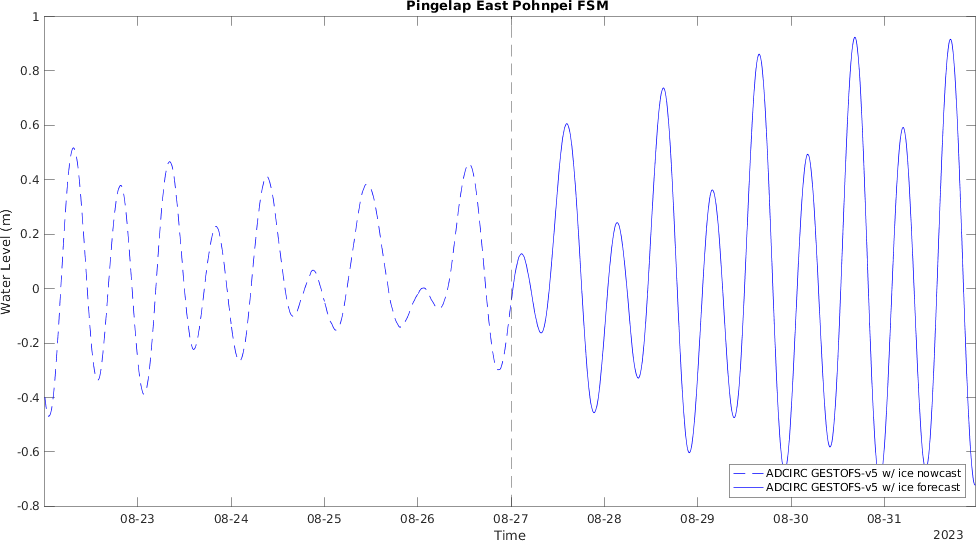 Pingelap East Pohnpei FSM
1
0.8
0.6
0.4
0.2
0
-0.2
-0.4
-0.6
-0.8
Water Level (m)
08-23 08-24 08-25 08-26 08-27 08-28 08-29 08-30 08-31
Time
2023
ADCIRC GESTOFS-v5 w/ ice nowcast
ADCIRC GESTOFS-v5 w/ ice forecast